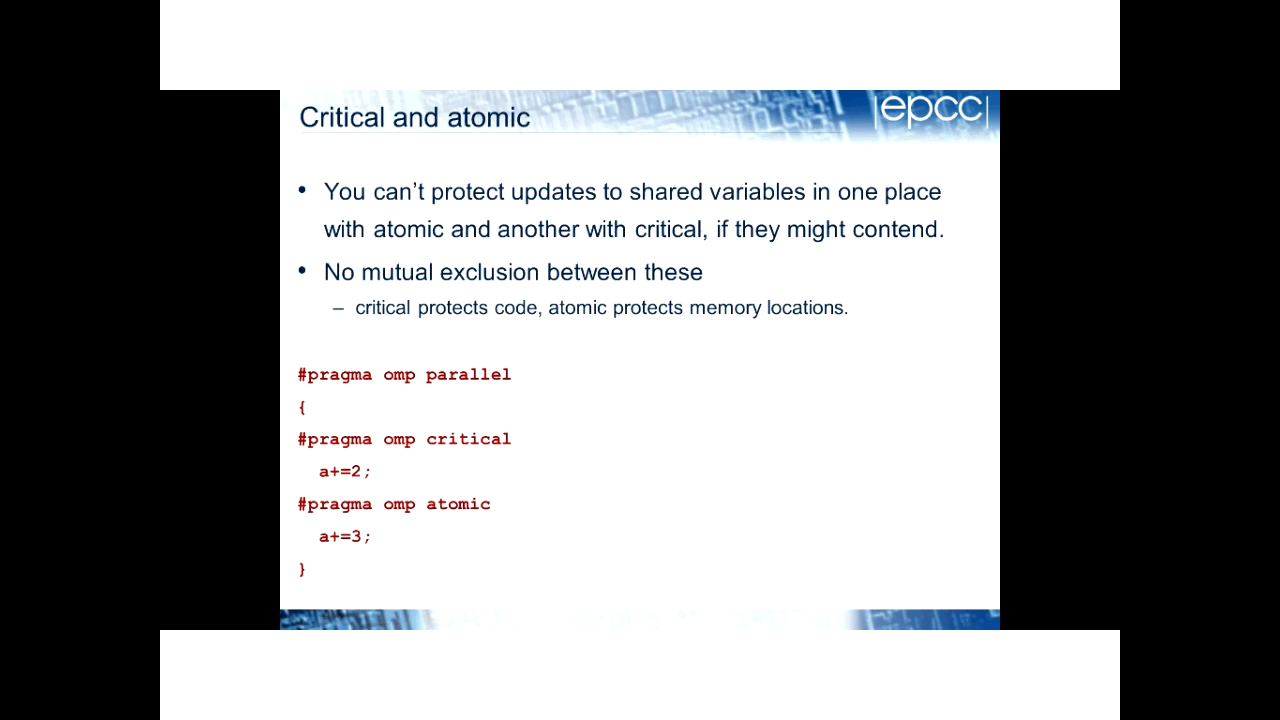 Critical and atomic
|epcc|
• You can’t protect updates to shared variables in one place
with atomic and another with critical, if they might contend.
• No mutual exclusion between these
– critical protects code, atomic protects memory locations.
#pragma omp parallel
{
#pragma omp critical
a+=2;
#pragma omp atomic
a+=3;
}